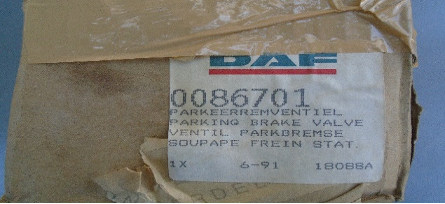 DAF
0086701
PARKEERREMVENTIEL
PARKING BRAKE VALVE
VENTIL PARKBREMSE
SOUPAPE FREIN STAT.
1X 6-91 18088A